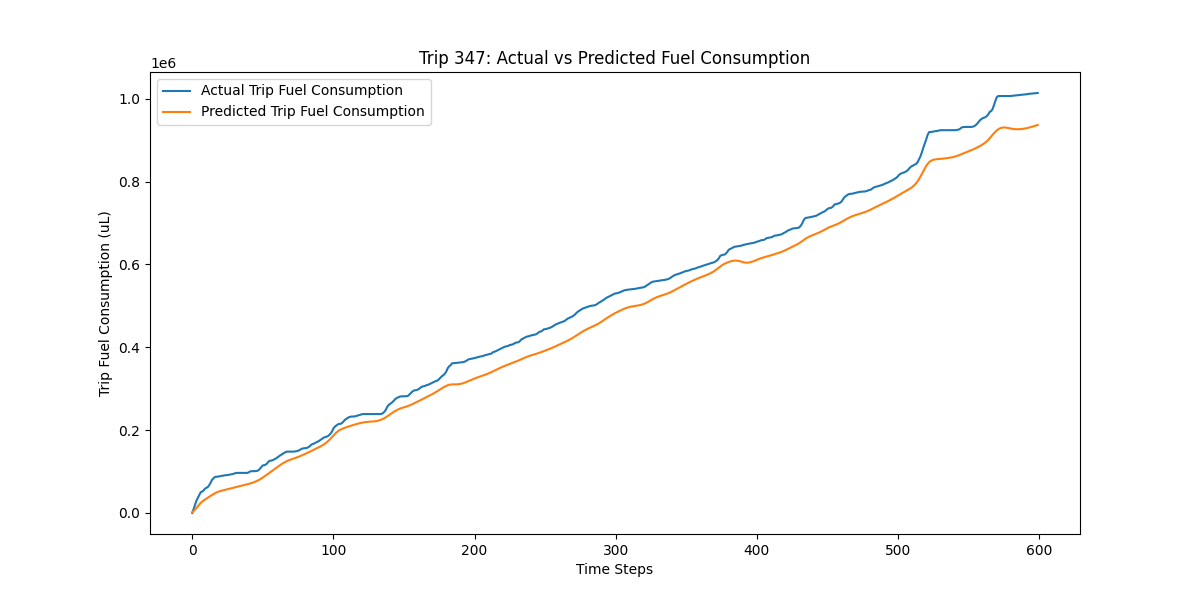 Trip 347: Actual vs Predicted Fuel Consumption
1e6
Actual Trip Fuel Consumption
Predicted Trip Fuel Consumption
Trip Fuel Consumption (uL)
1.0
0.8
0.6
0.4
0.2
0.0
0 100 200 300 400 500 600
Time Steps